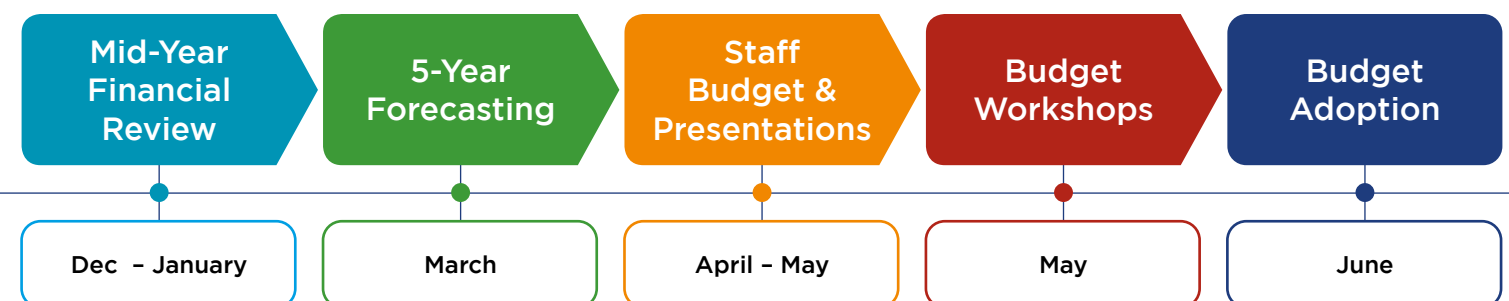 Mid-Year
Financial
Review
5-Year
Forecasting
Staff
Budget &
Presentations
Budget
Workshops
Budget
Adoption
Dec – January
March
April – May
May
June